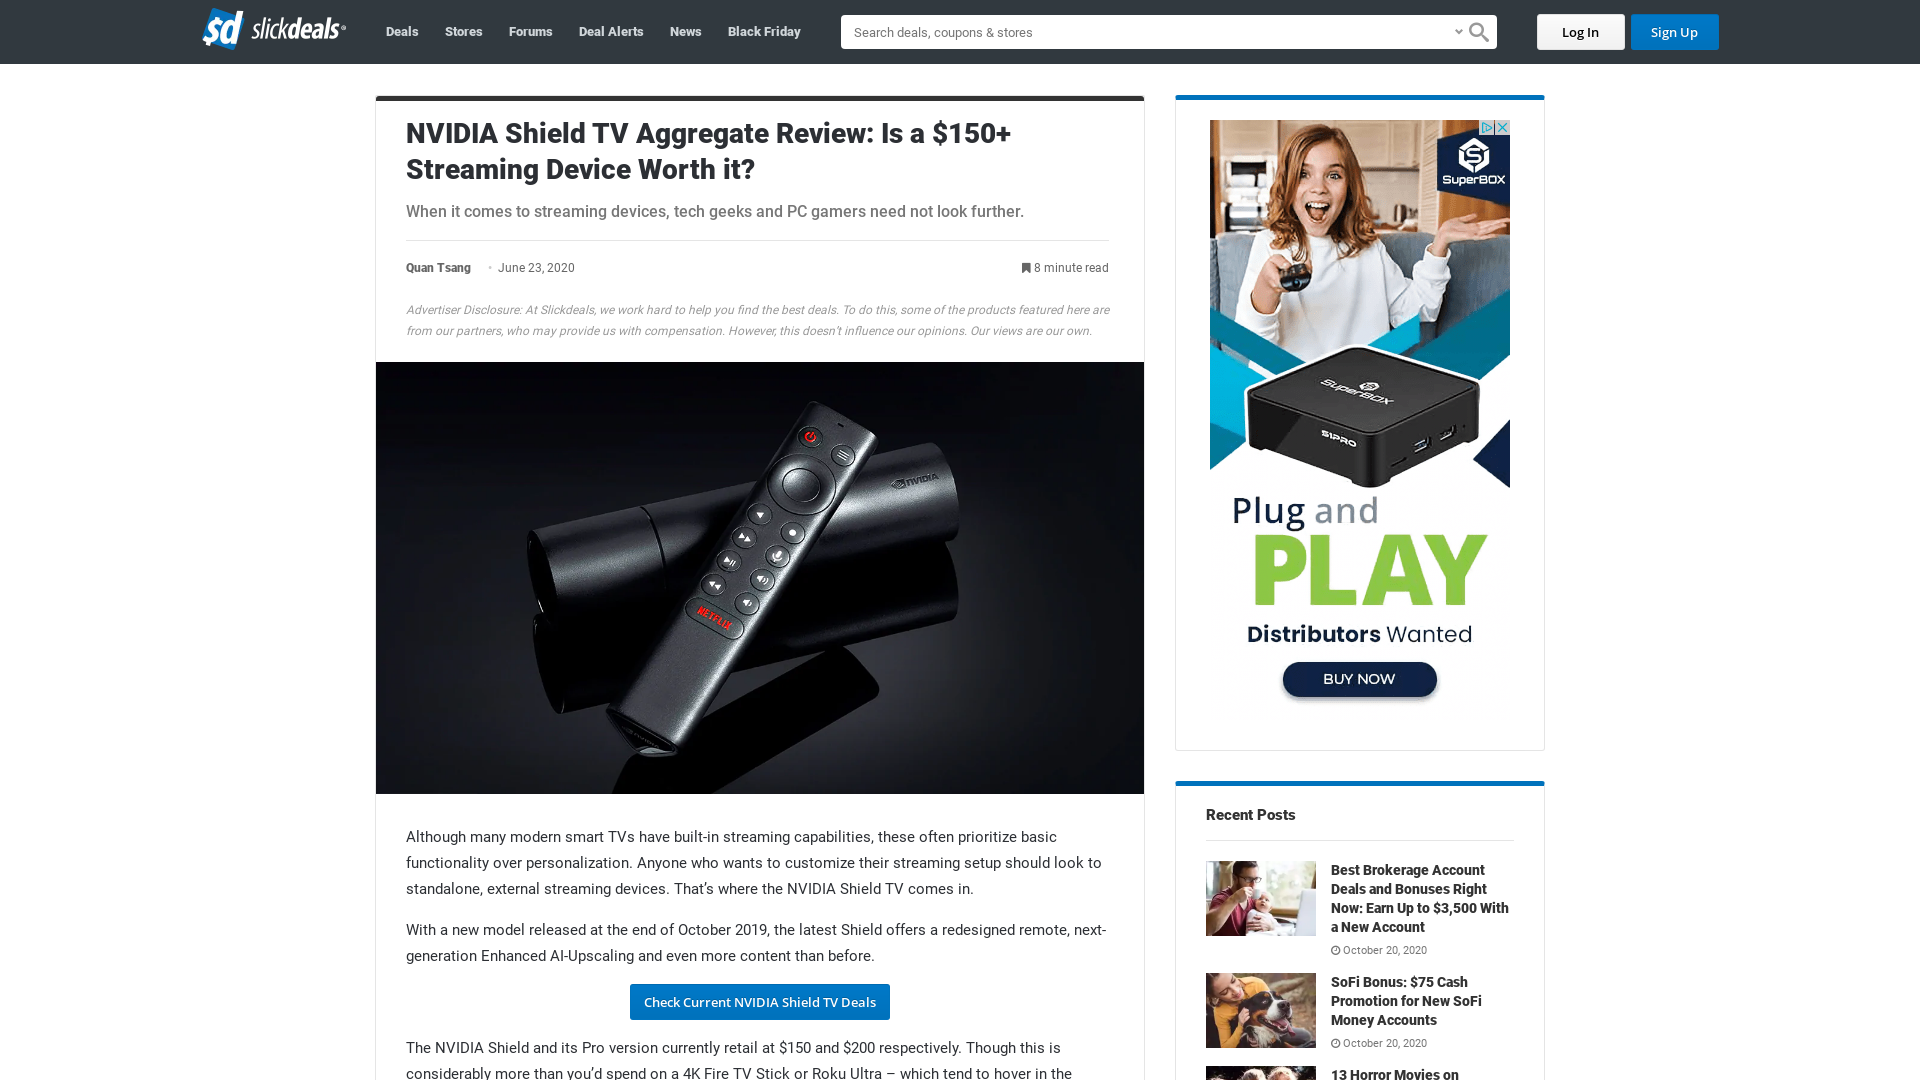 sd slickdeals
Deals
Stores
Forums
Deal Alerts
News
Black Friday
Search deals, coupons & stores
Log In
Sign Up
NVIDIA Shield TV Aggregate Review: Is a $150+
Streaming Device Worth it?
When it comes to streaming devices, tech geeks and PC gamers need not look further.
Quan Tsang • June 23, 2020
8 minute read
Advertiser Disclosure: At Slickdeals, we work hard to help you find the best deals. To do this, some of the products featured here are
from our partners, who may provide us with compensation. However, this doesn't influence our opinions. Our views are our own.
NVIDIA
NETFLIX
Although many modern smart TVs have built-in streaming capabilities, these often prioritize basic
functionality over personalization. Anyone who wants to customize their streaming setup should look to
standalone, external streaming devices. That's where the NVIDIA Shield TV comes in.
With a new model released at the end of October 2019, the latest Shield offers a redesigned remote, next-
generation Enhanced AI-Upscaling and even more content than before.
Check Current NVIDIA Shield TV Deals
The NVIDIA Shield and its Pro version currently retail at $150 and $200 respectively. Though this is
considerably more than you'd spend on a 4K Fire TV Stick or Roku Ultra – which tend to hover in the
SUPERBOX
SUPERBOX
S1PRO
Plug and
PLAY
Distributors Wanted
BUY NOW
Recent Posts
Best Brokerage Account
Deals and Bonuses Right
Now: Earn Up to $3,500 With
a New Account
October 20, 2020
SoFi Bonus: $75 Cash
Promotion for New SoFi
Money Accounts
October 20, 2020
13 Horror Movies on